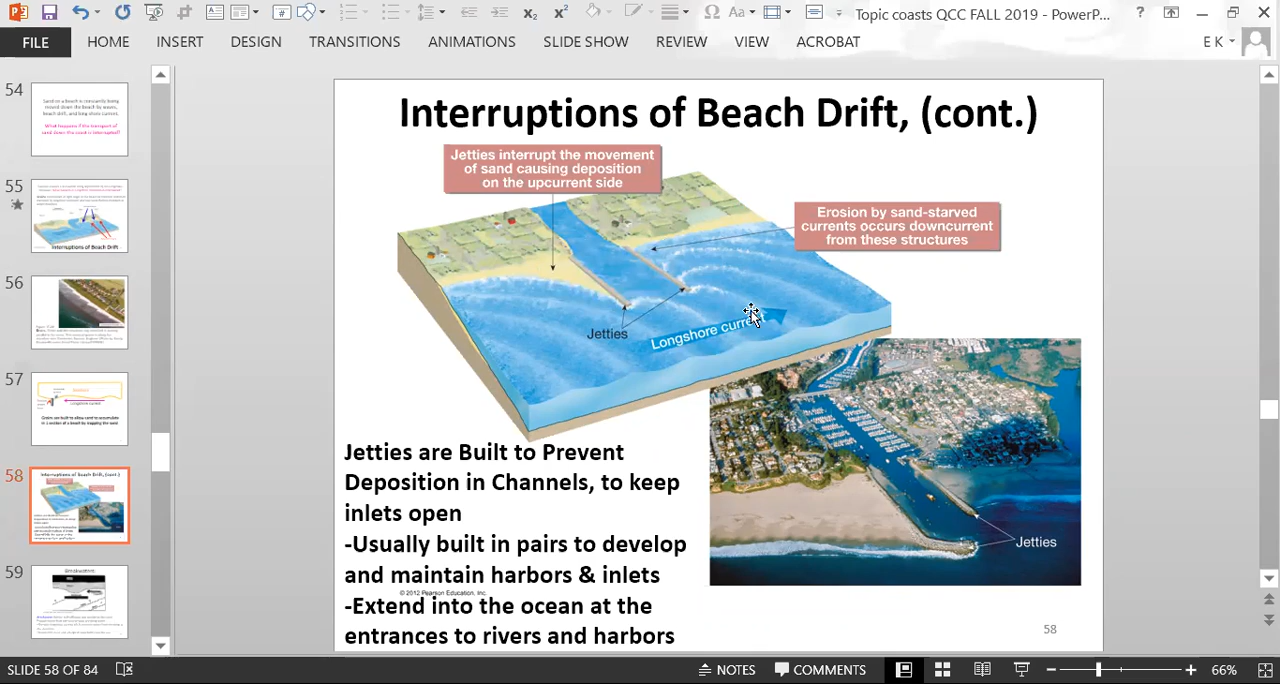 Topic coasts QCC FALL 2019 - PowerP...
FILE
HOME
INSERT
DESIGN
TRANSITIONS
ANIMATIONS
SLIDE SHOW
REVIEW
VIEW
ACROBAT
E K
54
55
Interruptions of Beach Drift
56
57
58
59
Interruptions of Beach Drift, (cont.)
Jetties interrupt the movement
of sand causing deposition
on the upcurrent side
Erosion by sand-starved
currents occurs downcurrent
from these structures
Jetties
Longshore curre
Jetties are Built to Prevent
Deposition in Channels, to keep
inlets open
-Usually built in pairs to develop
and maintain harbors & inlets
© 2012 Pearson Education, Inc.
-Extend into the ocean at the
entrances to rivers and harbors
Jetties
58
SLIDE 58 OF 84
NOTES
COMMENTS
66%